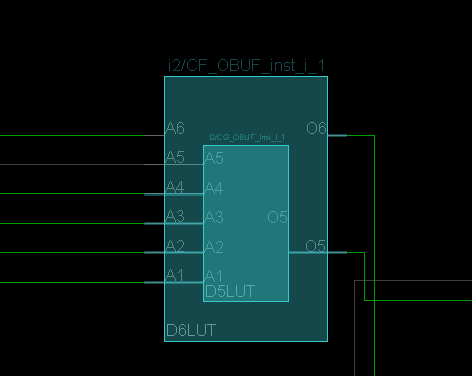 i2/CF_OBUF_inst_i_1
A6
O6
i2/CG_OBUF_inst_i_1
A5
A5
A4
A4
A3
A3
O5
A2
A2
O5
A1
A1
D5LUT
D6LUT